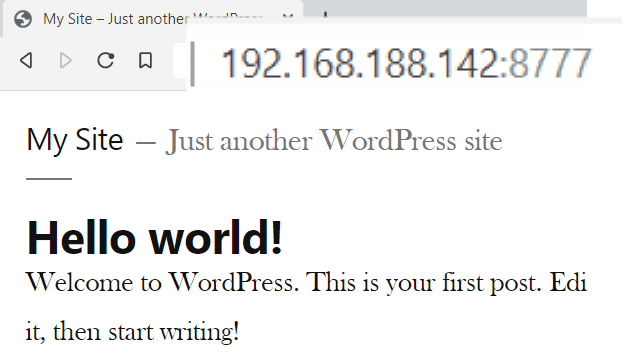 My Site – Just another WordPress
192.168.188.142:8777
My Site — Just another WordPress site
Hello world!
Welcome to WordPress. This is your first post. Edi
it, then start writing!